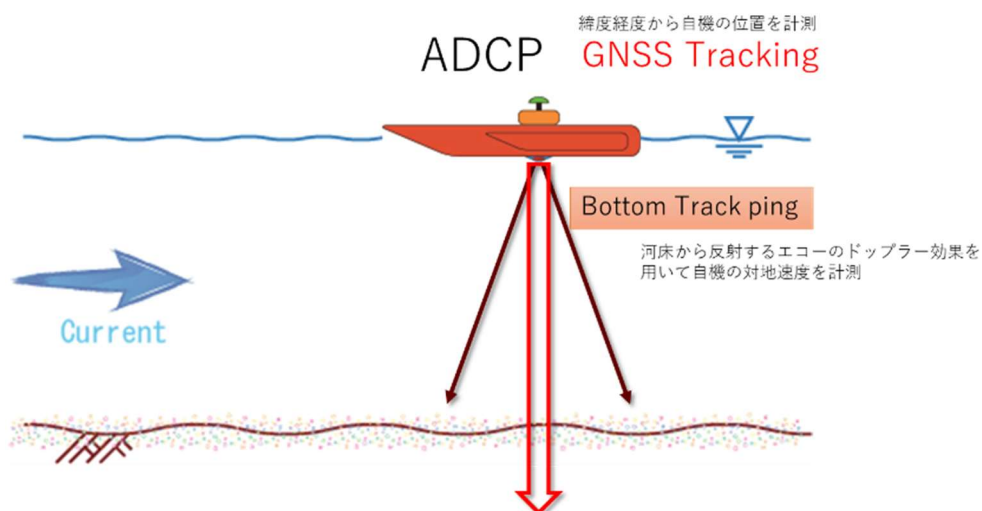 緯度経度から自機の位置を計測
ADCP
GNSS Tracking
Bottom Track ping
河床から反射するエコーのドップラー効果を
用いて自機の対地速度を計測
Current